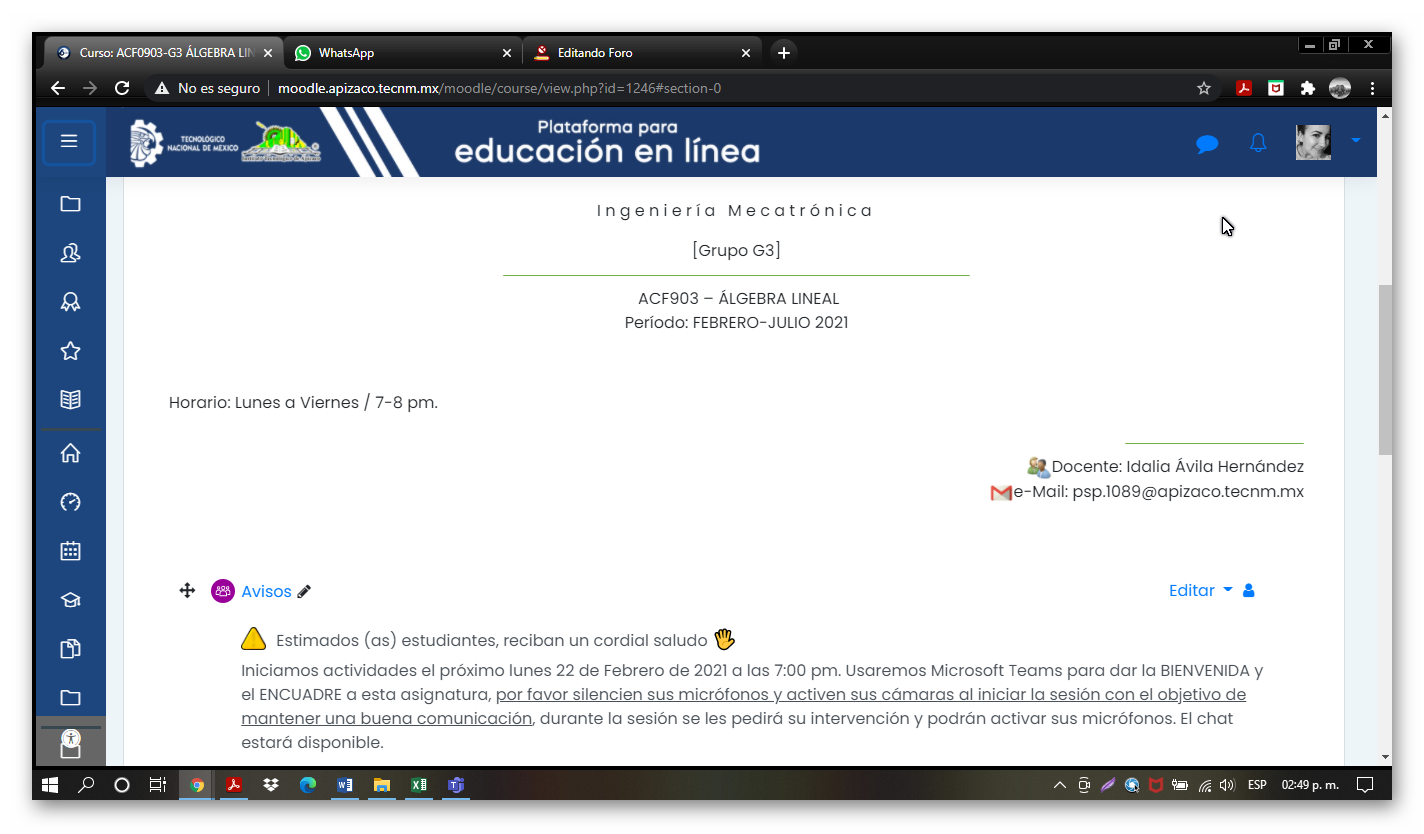 Curso: ACF0903-G3 ÁLGEBRA LIN
WhatsApp
Editando Foro
No es seguro | moodle.apizaco.tecnm.mx/moodle/course/view.php?id=1246#section-0
TECNOLÓGICO
NACIONAL DE MÉXICO
Plataforma para
educación en línea
Ingeniería Mecatrónica
[Grupo G3]
ACF903 – ÁLGEBRA LINEAL
Período: FEBRERO-JULIO 2021
Horario: Lunes a Viernes / 7-8 pm.
Docente: Idalia Ávila Hernández
e-Mail: psp.1089@apizaco.tecnm.mx
Avisos
Editar
Estimados (as) estudiantes, reciban un cordial saludo
Iniciamos actividades el próximo lunes 22 de Febrero de 2021 a las 7:00 pm. Usaremos Microsoft Teams para dar la BIENVENIDA y
el ENCUADRE a esta asignatura, por favor silencien sus micrófonos y activen sus cámaras al iniciar la sesión con el objetivo de
mantener una buena comunicación, durante la sesión se les pedirá su intervención y podrán activar sus micrófonos. El chat
estará disponible.
ESP
02:49 p. m.